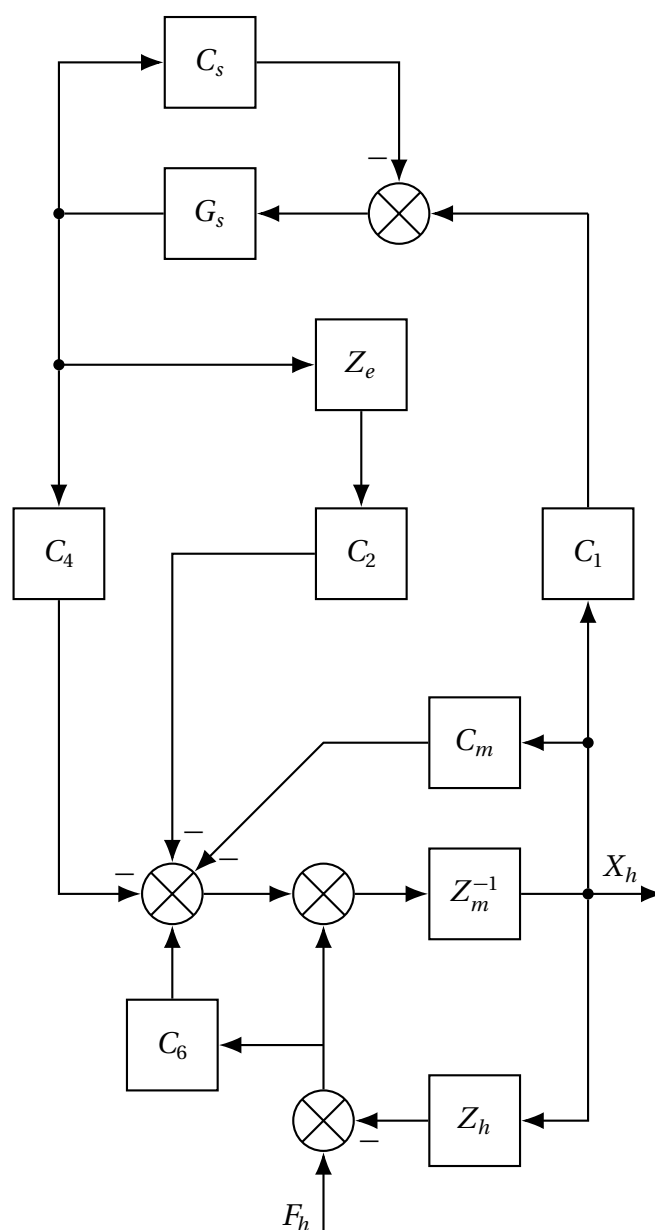 C_s
−
G_s
Z_e
C_4
C_2
C_1
C_m
−
−
−
Z_m^{-1}
X_h
C_6
Z_h
−
F_h